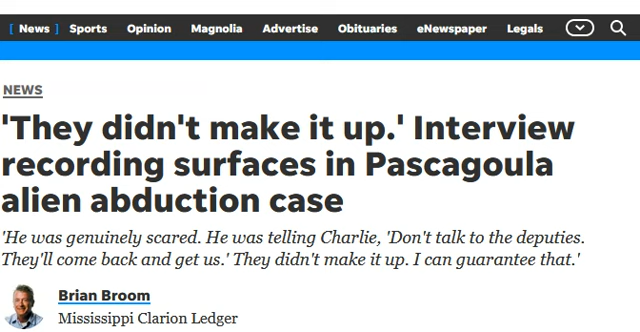 [ News ] Sports Opinion Magnolia Advertise Obituaries eNewspaper Legals
NEWS
'They didn't make it up.' Interview
recording surfaces in Pascagoula
alien abduction case
'He was genuinely scared. He was telling Charlie, 'Don't talk to the deputies.
They'll come back and get us.' They didn't make it up. I can guarantee that.'
Brian Broom
Mississippi Clarion Ledger